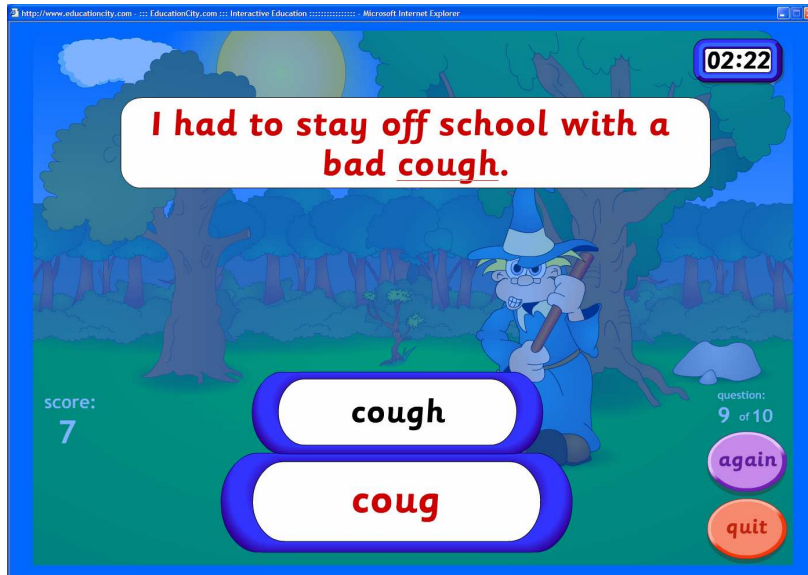 http://www.educationcity.com - ::: EducationCity.com ::: Interactive Education :::::::::::::::: - Microsoft Internet Explorer
02:22
I had to stay off school with a
bad cough.
score:
7
cough
coug
question:
9 of 10
again
quit